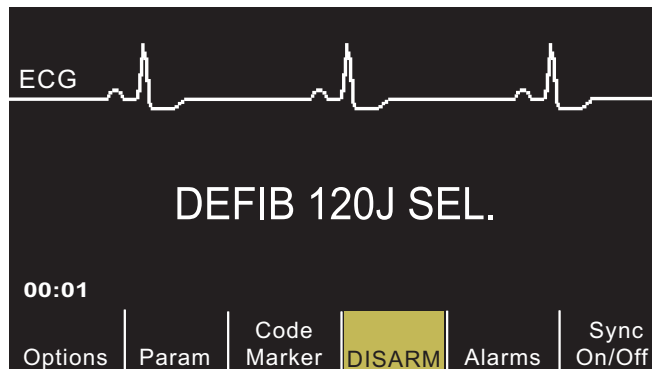 ECG
DEFIB 120J SEL.
00:01
Options Param Code Marker DISARM Alarms Sync On/Off